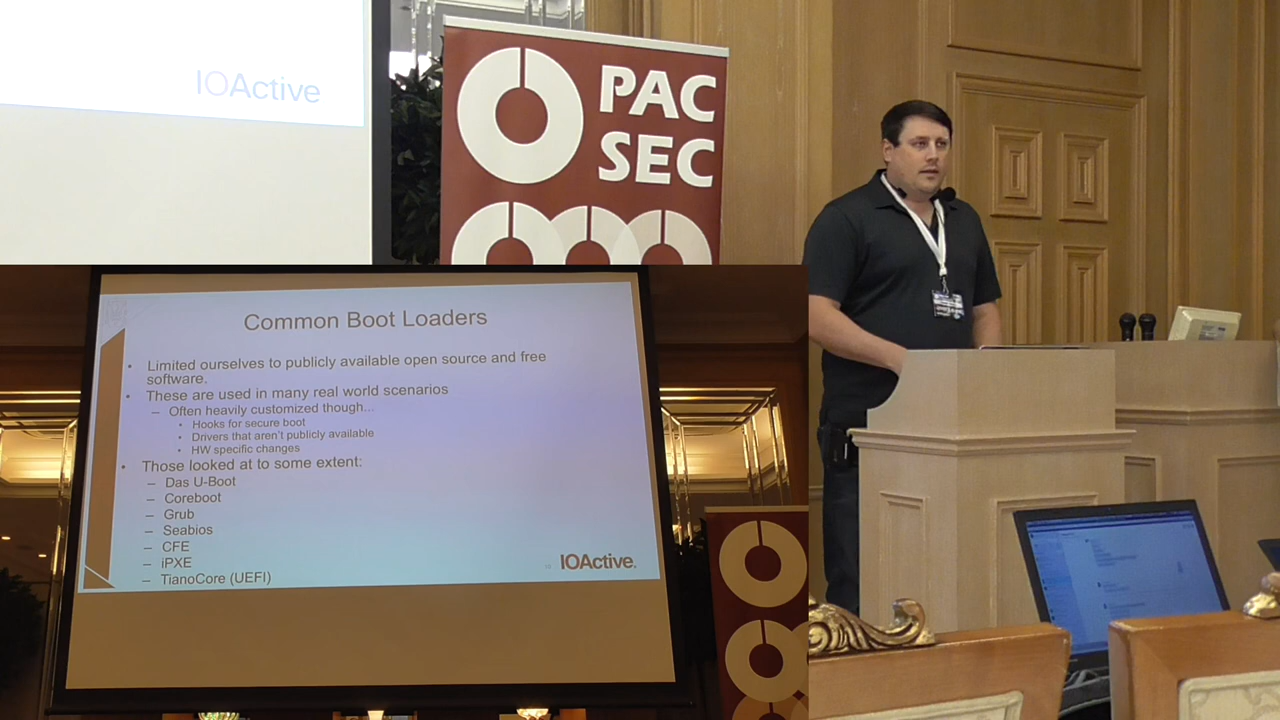 IOActive
PAC
SEC
Common Boot Loaders
• Limited ourselves to publicly available open source and free
software.
• These are used in many real world scenarios
– Often heavily customized though…
• Hooks for secure boot
• Drivers that aren't publicly available
• HW specific changes
• Those looked at to some extent:
– Das U-Boot
– Coreboot
– Grub
– Seabios
– CFE
– iPXE
– TianoCore (UEFI)
IOActive.